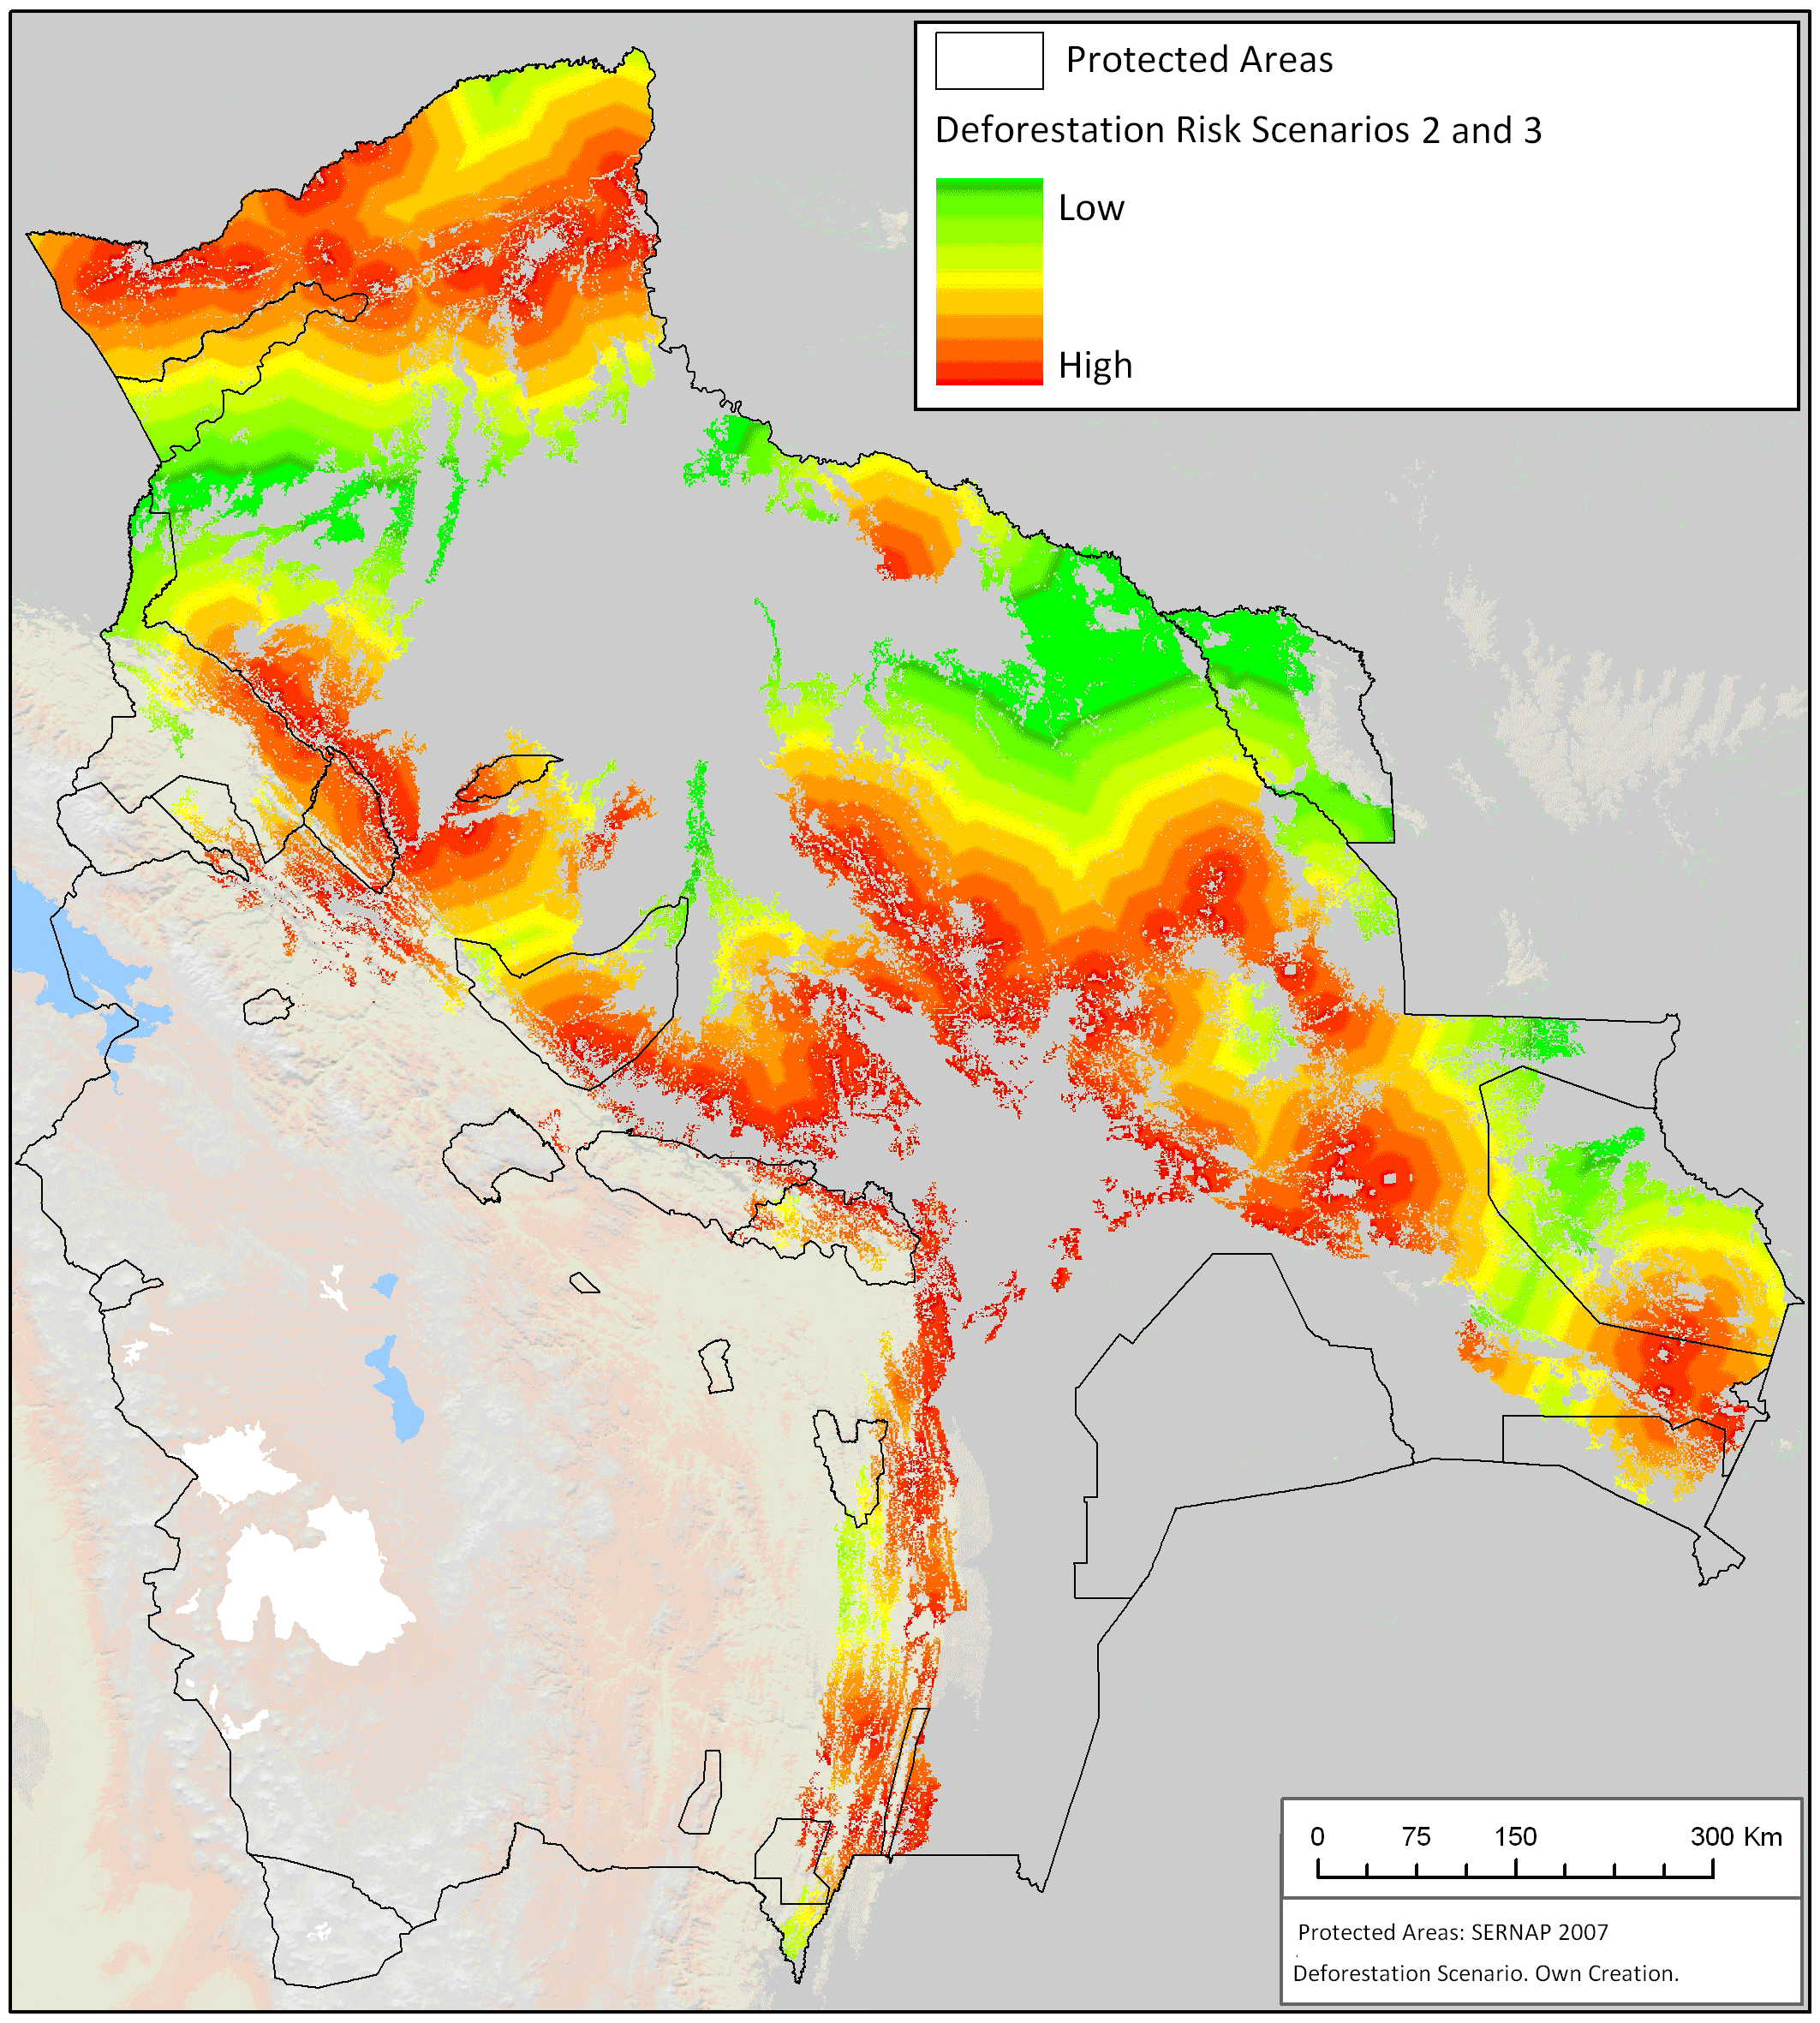 Protected Areas
Deforestation Risk Scenarios 2 and 3
Low
High
0 75 150 300 Km
Protected Areas: SERNAP 2007
Deforestation Scenario. Own Creation.